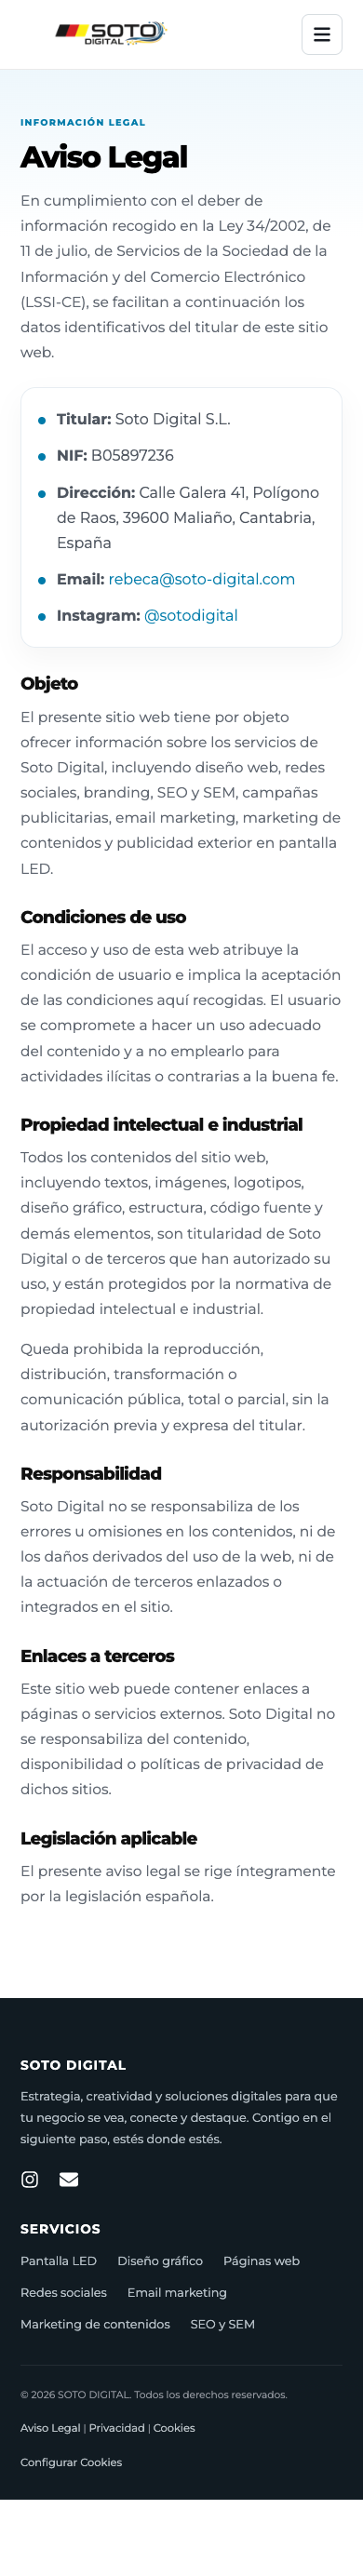 SOTO
DIGITAL
INFORMACIÓN LEGAL
Aviso Legal
En cumplimiento con el deber de
información recogido en la Ley 34/2002, de
11 de julio, de Servicios de la Sociedad de la
Información y del Comercio Electrónico
(LSSI-CE), se facilitan a continuación los
datos identificativos del titular de este sitio
web.
Titular: Soto Digital S.L.
NIF: B05897236
Dirección: Calle Galera 41, Polígono
de Raos, 39600 Maliaño, Cantabria,
España
Email: rebeca@soto-digital.com
Instagram: @sotodigital
Objeto
El presente sitio web tiene por objeto
ofrecer información sobre los servicios de
Soto Digital, incluyendo diseño web, redes
sociales, branding, SEO y SEM, campañas
publicitarias, email marketing, marketing de
contenidos y publicidad exterior en pantalla
LED.
Condiciones de uso
El acceso y uso de esta web atribuye la
condición de usuario e implica la aceptación
de las condiciones aquí recogidas. El usuario
se compromete a hacer un uso adecuado
del contenido y a no emplearlo para
actividades ilícitas o contrarias a la buena fe.
Propiedad intelectual e industrial
Todos los contenidos del sitio web,
incluyendo textos, imágenes, logotipos,
diseño gráfico, estructura, código fuente y
demás elementos, son titularidad de Soto
Digital o de terceros que han autorizado su
uso, y están protegidos por la normativa de
propiedad intelectual e industrial.
Queda prohibida la reproducción,
distribución, transformación o
comunicación pública, total o parcial, sin la
autorización previa y expresa del titular.
Responsabilidad
Soto Digital no se responsabiliza de los
errores u omisiones en los contenidos, ni de
los daños derivados del uso de la web, ni de
la actuación de terceros enlazados o
integrados en el sitio.
Enlaces a terceros
Este sitio web puede contener enlaces a
páginas o servicios externos. Soto Digital no
se responsabiliza del contenido,
disponibilidad o políticas de privacidad de
dichos sitios.
Legislación aplicable
El presente aviso legal se rige íntegramente
por la legislación española.
SOTO DIGITAL
Estrategia, creatividad y soluciones digitales para que
tu negocio se vea, conecte y destaque. Contigo en el
siguiente paso, estés donde estés.
SERVICIOS
Pantalla LED Diseño gráfico Páginas web
Redes sociales Email marketing
Marketing de contenidos SEO y SEM
© 2026 SOTO DIGITAL. Todos los derechos reservados.
Aviso Legal | Privacidad | Cookies
Configurar Cookies